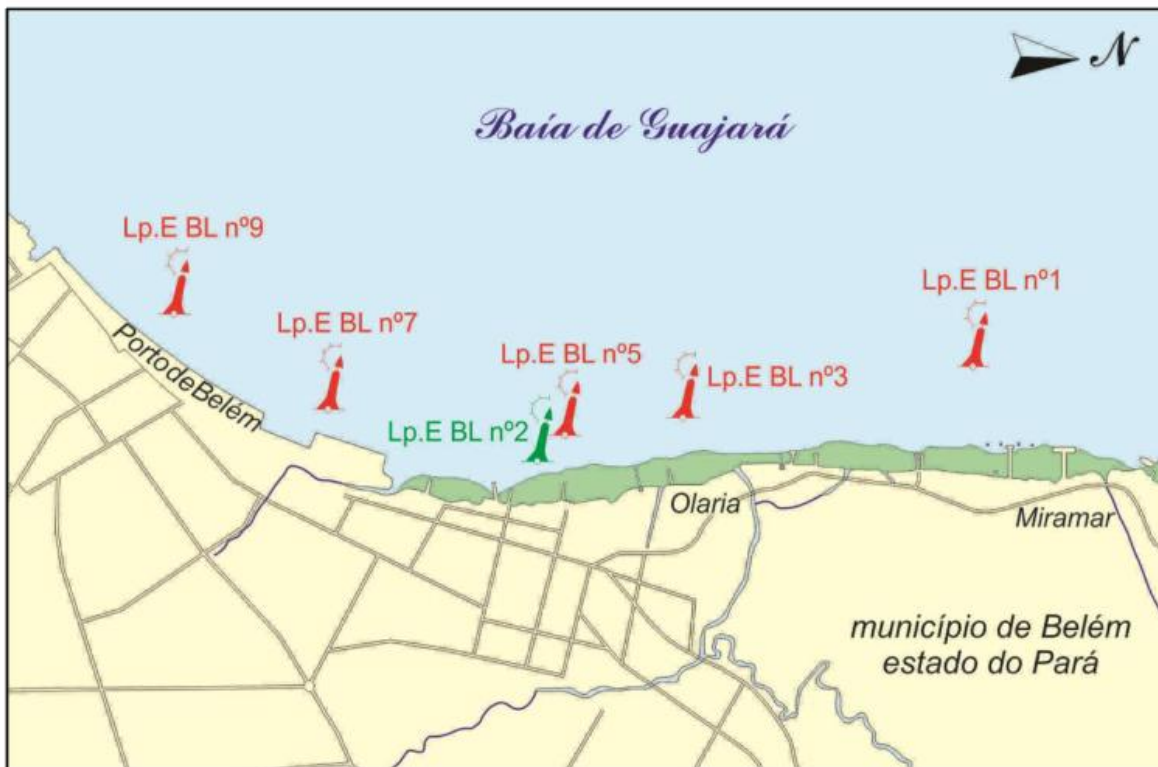 N
Baía de Guajará
Lp.E BL nº9
Lp.E BL nº1
Lp.E BL nº7
Lp.E BL nº5
Lp.E BL nº3
Porto de Belém
Lp.E BL nº2
Olaria
Miramar
município de Belém
estado do Pará